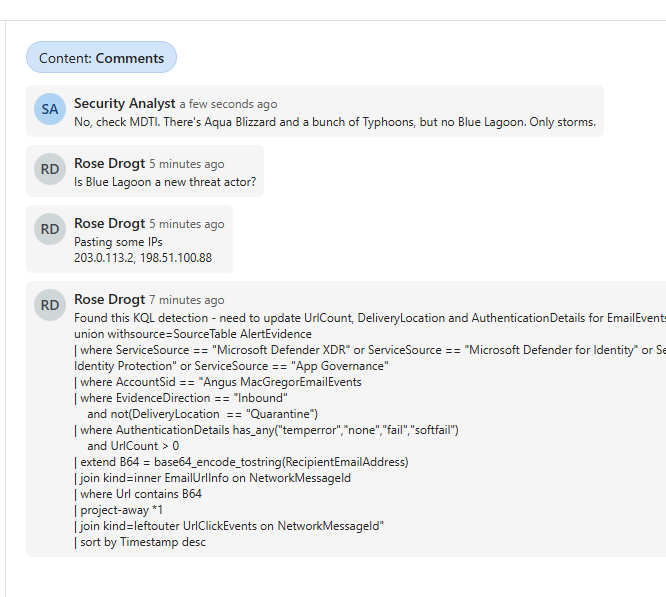 Content: Comments
SA
Security Analyst a few seconds ago
No, check MDTI. There's Aqua Blizzard and a bunch of Typhoons, but no Blue Lagoon. Only storms.
RD
Rose Drogt 5 minutes ago
Is Blue Lagoon a new threat actor?
RD
Rose Drogt 5 minutes ago
Pasting some IPs
203.0.113.2, 198.51.100.88
RD
Rose Drogt 7 minutes ago
Found this KQL detection - need to update UrlCount, DeliveryLocation and AuthenticationDetails for EmailEvents
union withsource=SourceTable AlertEvidence
| where ServiceSource == "Microsoft Defender XDR" or ServiceSource == "Microsoft Defender for Identity" or Se
Identity Protection" or ServiceSource == "App Governance"
| where AccountSid == "Angus MacGregorEmailEvents
| where EvidenceDirection == "Inbound"
and not(DeliveryLocation == "Quarantine")
| where AuthenticationDetails has_any("temperror","none","fail","softfail")
and UrlCount > 0
| extend B64 = base64_encode_tostring(RecipientEmailAddress)
| join kind=inner EmailUrlInfo on NetworkMessageId
| where Url contains B64
| project-away *1
| join kind=leftouter UrlClickEvents on NetworkMessageId"
| sort by Timestamp desc